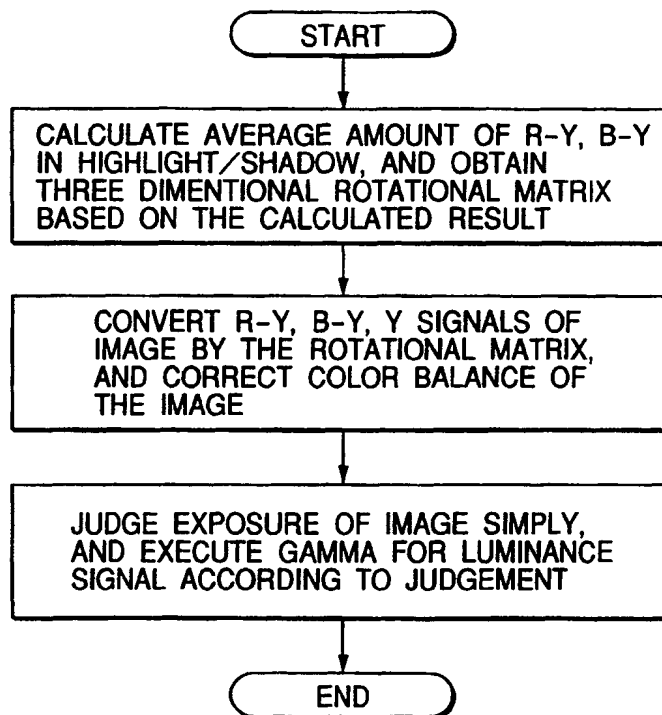 START
CALCULATE AVERAGE AMOUNT OF R-Y, B-Y
IN HIGHLIGHT/SHADOW, AND OBTAIN
THREE DIMENTIONAL ROTATIONAL MATRIX
BASED ON THE CALCULATED RESULT
CONVERT R-Y, B-Y, Y SIGNALS OF
IMAGE BY THE ROTATIONAL MATRIX,
AND CORRECT COLOR BALANCE OF
THE IMAGE
JUDGE EXPOSURE OF IMAGE SIMPLY,
AND EXECUTE GAMMA FOR LUMINANCE
SIGNAL ACCORDING TO JUDGEMENT
END